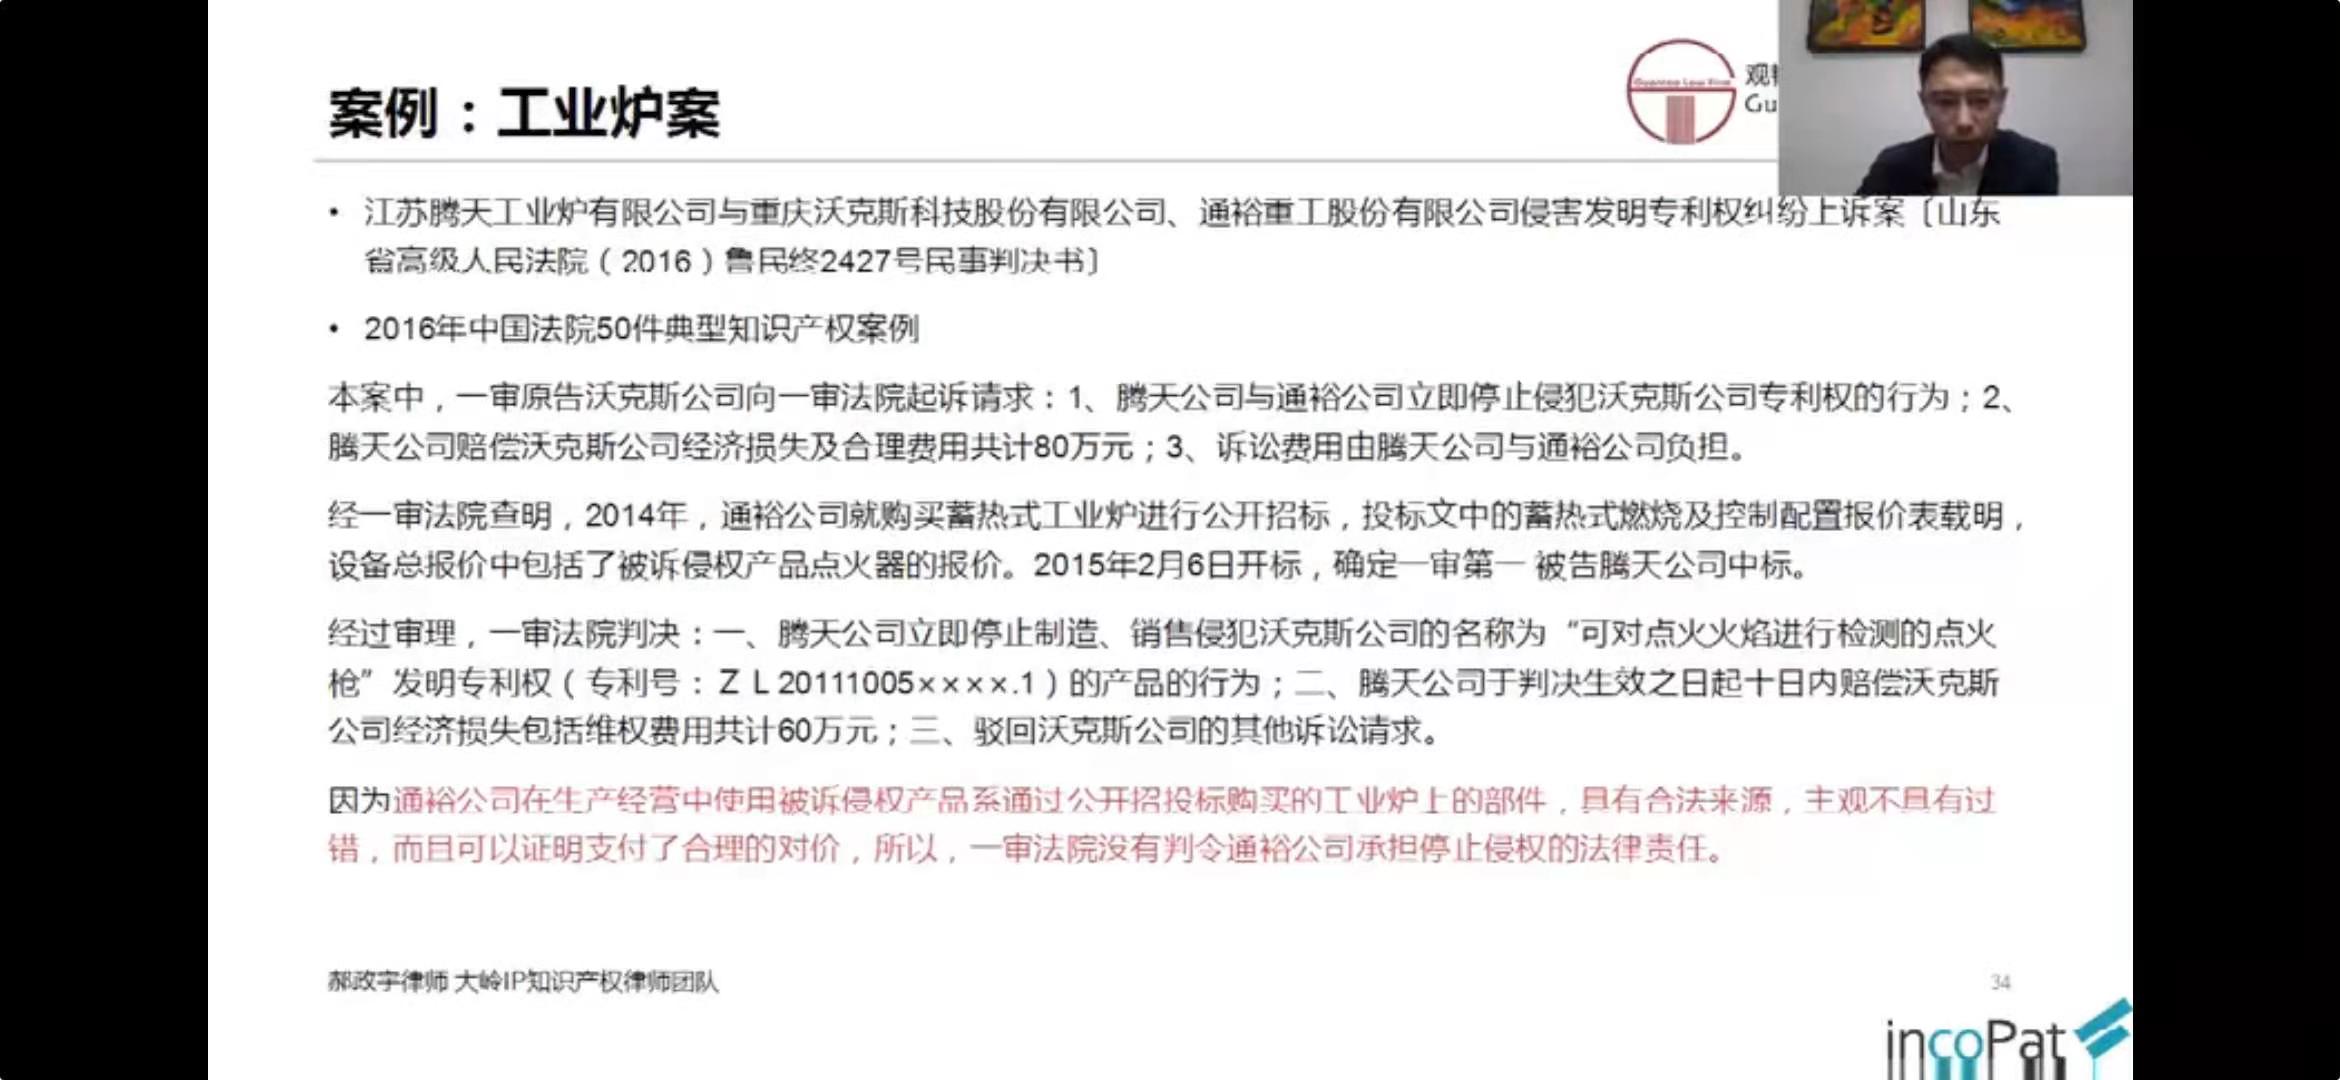 案例：工业炉案
Guantao Law Firm
观
Gu
• 江苏腾天工业炉有限公司与重庆沃克斯科技股份有限公司、通裕重工股份有限公司侵害发明专利权纠纷上诉案〔山东
省高级人民法院（2016）鲁民终2427号民事判决书〕
• 2016年中国法院50件典型知识产权案例
本案中，一审原告沃克斯公司向一审法院起诉请求：1、腾天公司与通裕公司立即停止侵犯沃克斯公司专利权的行为；2、
腾天公司赔偿沃克斯公司经济损失及合理费用共计80万元；3、诉讼费用由腾天公司与通裕公司负担。
经一审法院查明，2014年，通裕公司就购买蓄热式工业炉进行公开招标，投标文中的蓄热式燃烧及控制配置报价表载明，
设备总报价中包括了被诉侵权产品点火器的报价。2015年2月6日开标，确定一审第一 被告腾天公司中标。
经过审理，一审法院判决：一、腾天公司立即停止制造、销售侵犯沃克斯公司的名称为“可对点火火焰进行检测的点火
枪”发明专利权（专利号：ＺＬ20111005××××.1）的产品的行为；二、腾天公司于判决生效之日起十日内赔偿沃克斯
公司经济损失包括维权费用共计60万元；三、驳回沃克斯公司的其他诉讼请求。
因为通裕公司在生产经营中使用被诉侵权产品系通过公开招投标购买的工业炉上的部件，具有合法来源，主观不具有过
错，而且可以证明支付了合理的对价，所以，一审法院没有判令通裕公司承担停止侵权的法律责任。
郝政宇律师 大岭IP知识产权律师团队
34
incoPat